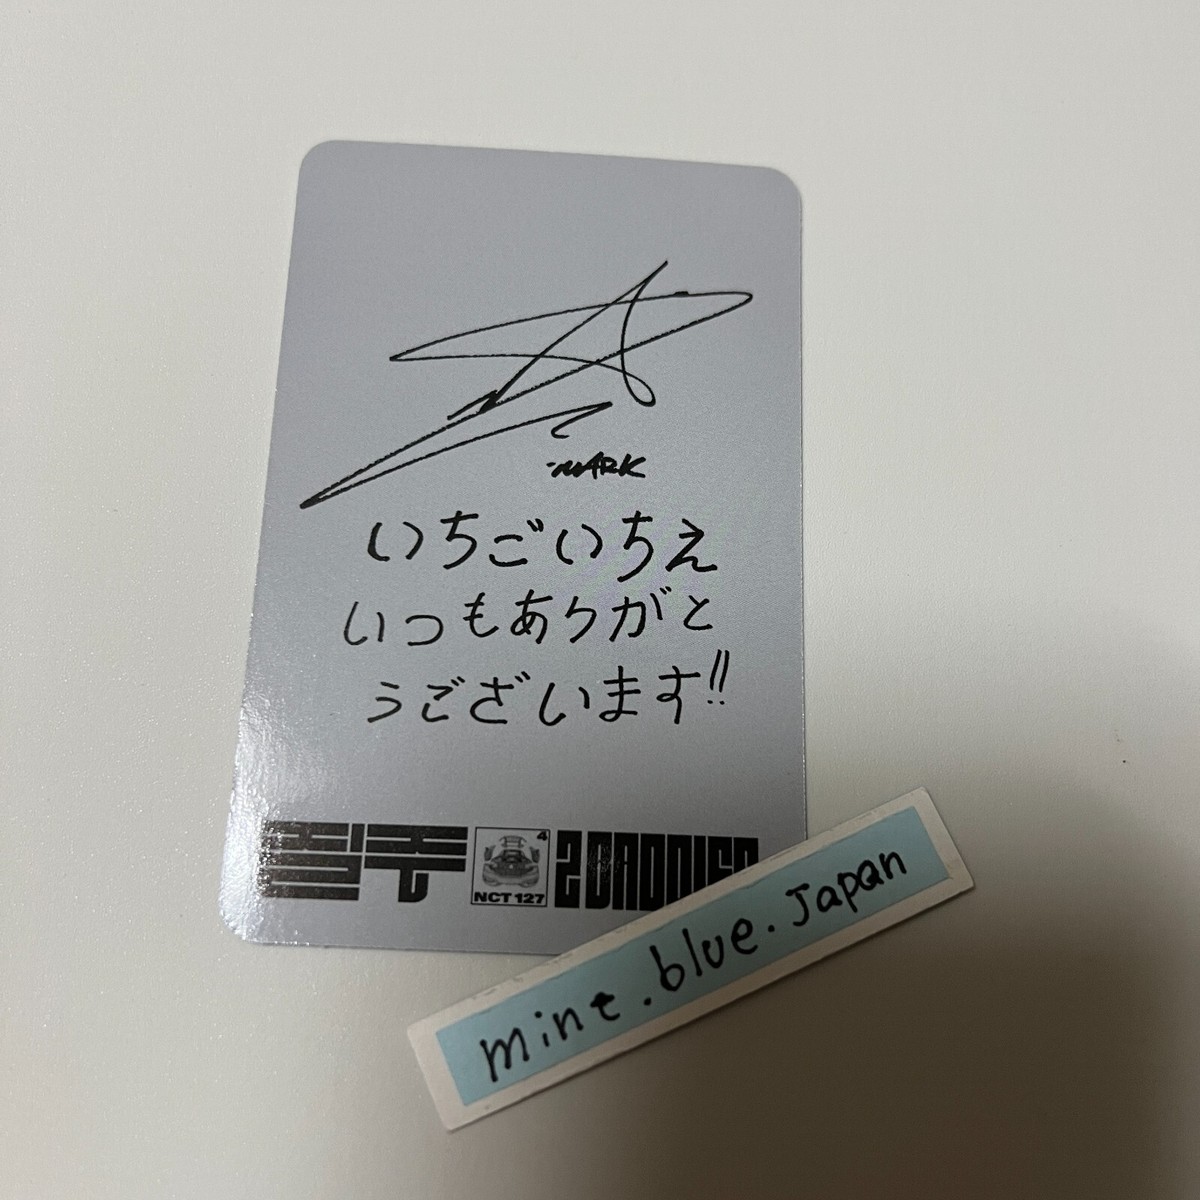 MARK
いちごいちえ
いつもありがと
うございます!!
질주
4
NCT 127
2 BADDIES
mint.blue.Japan